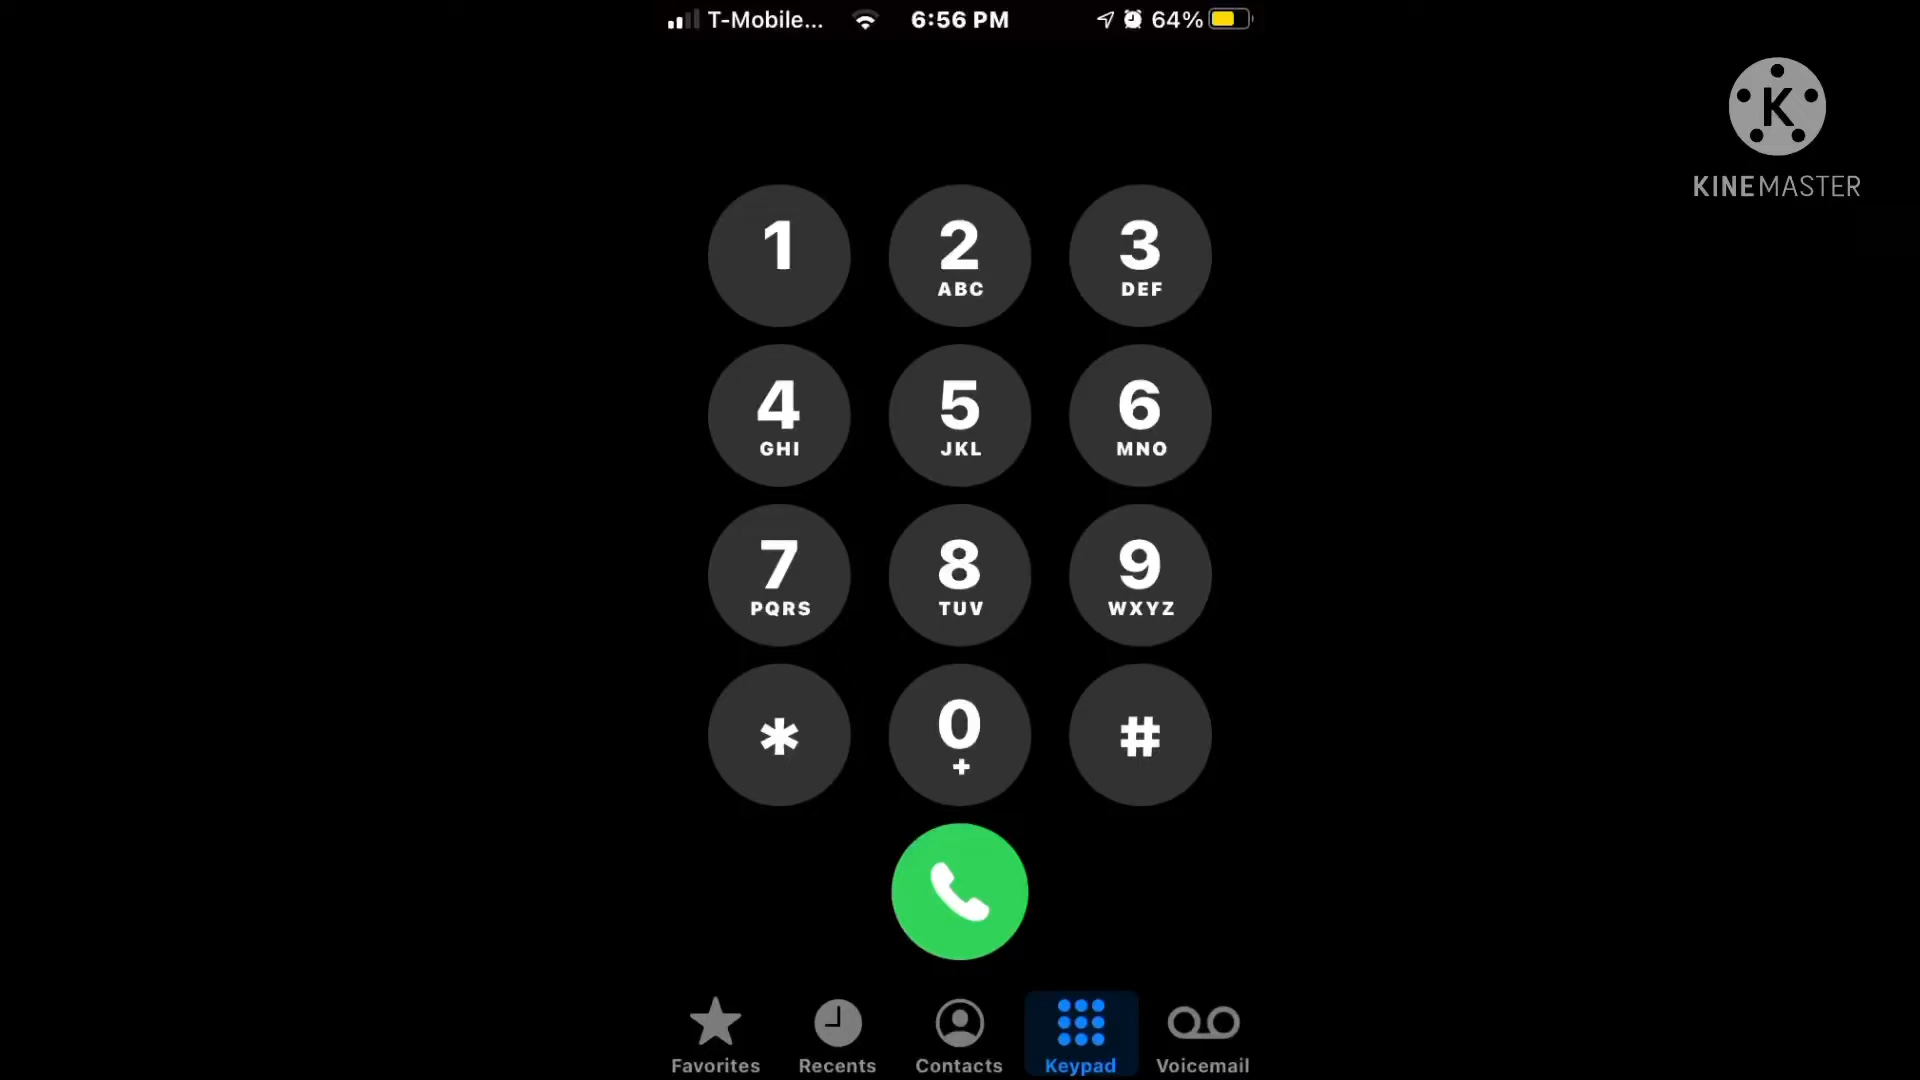 T-Mobile... 6:56 PM 64%
K
KINEMASTER
1 2 3
ABC DEF
4 5 6
GHI JKL MNO
7 8 9
PQRS TUV WXYZ
* 0 #
+
Favorites Recents Contacts Keypad Voicemail